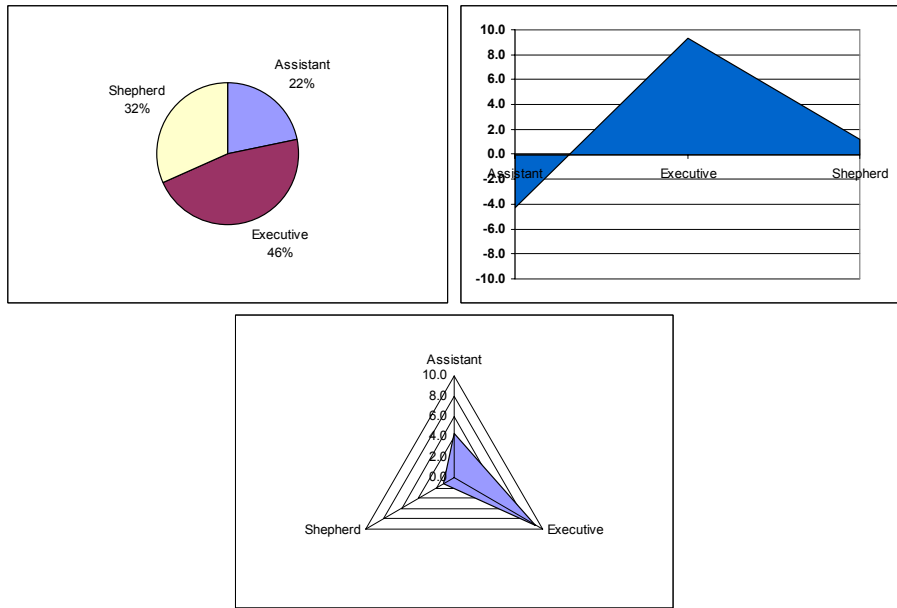 Assistant
22%
Shepherd
32%
Executive
46%
10.0
8.0
6.0
4.0
2.0
0.0
-2.0
-4.0
-6.0
-8.0
-10.0
Assistant
Executive
Shepherd
Assistant
10.0
8.0
6.0
4.0
2.0
0.0
Shepherd
Executive